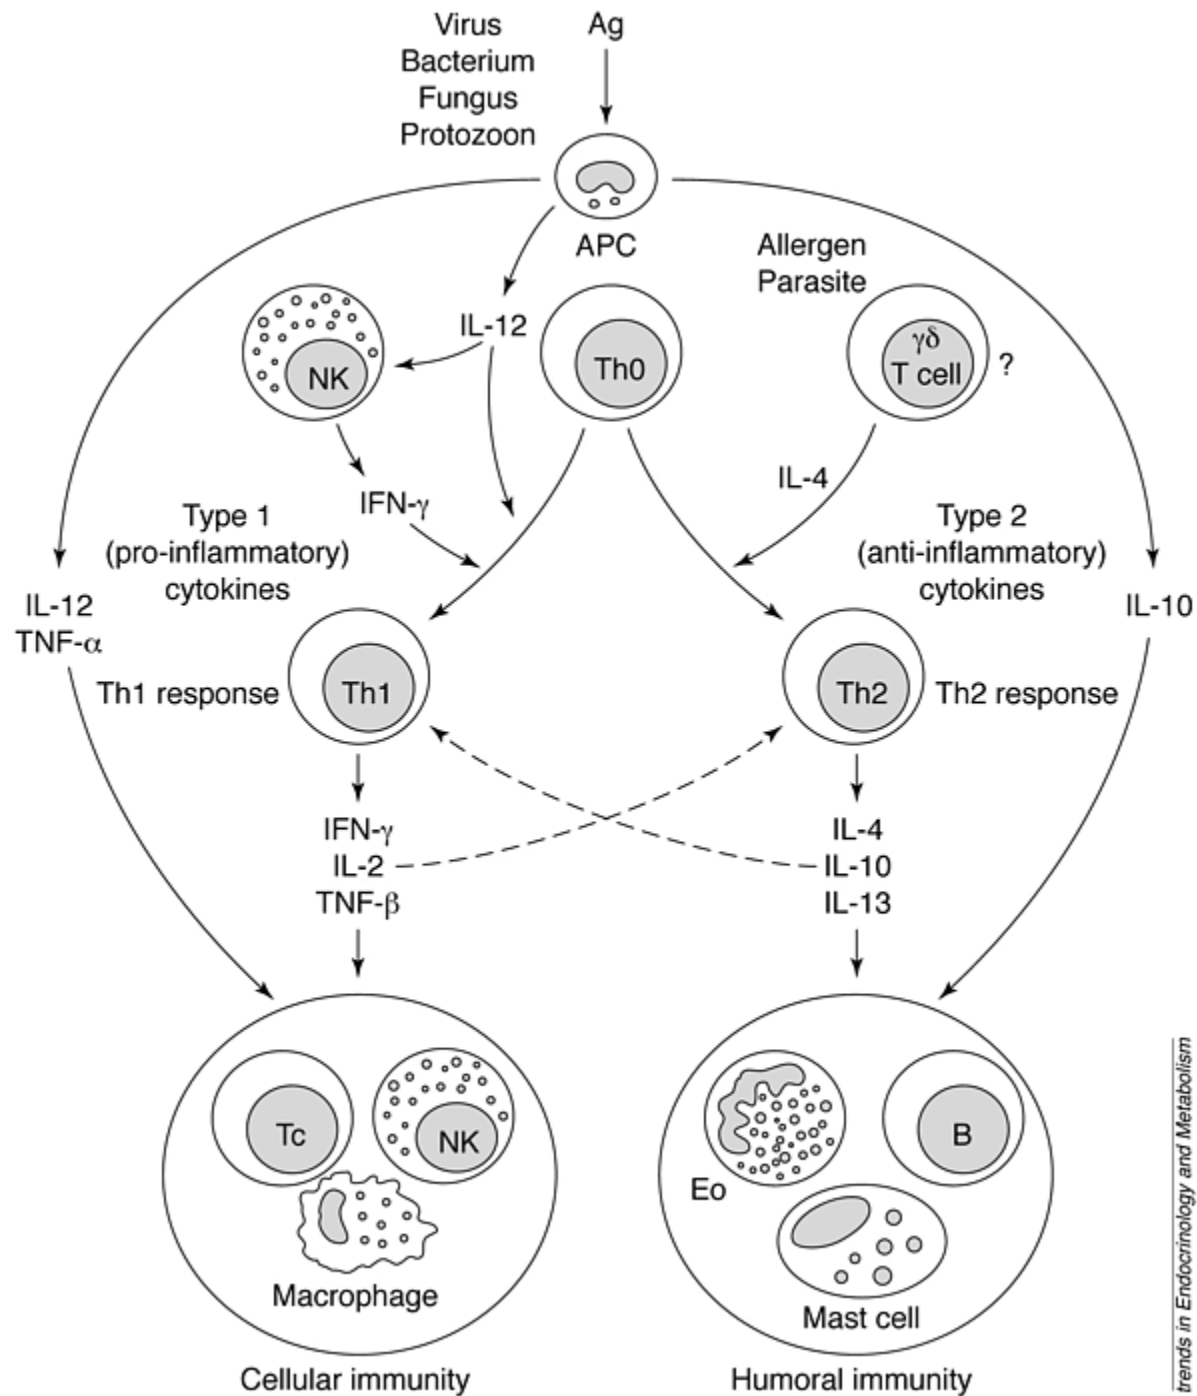 Virus
Bacterium
Fungus
Protozoon
Ag
APC
Allergen
Parasite
NK
IL-12
Th0
γδ
T cell
?
IFN-γ
IL-4
Type 1
(pro-inflammatory)
cytokines
Type 2
(anti-inflammatory)
cytokines
IL-12
TNF-α
IL-10
Th1 response
Th1
Th2
Th2 response
IFN-γ
IL-2
TNF-β
IL-4
IL-10
IL-13
Tc
NK
Macrophage
Eo
B
Mast cell
Cellular immunity
Humoral immunity
trends in Endocrinology and Metabolism